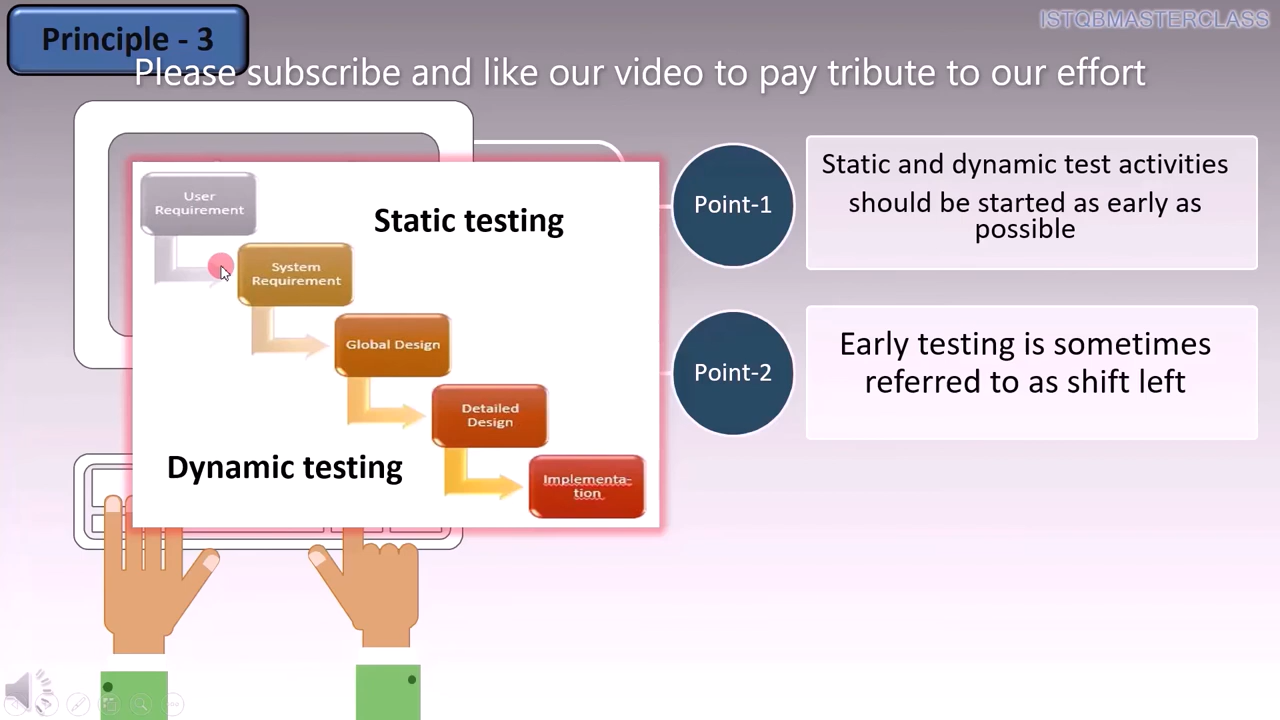 Principle - 3
ISTQBMASTERCLASS
Please subscribe and like our video to pay tribute to our effort
User
Requirement
Static testing
System
Requirement
Global Design
Detailed
Design
Dynamic testing
Implementa-
tion
Point-1
Static and dynamic test activities
should be started as early as
possible
Point-2
Early testing is sometimes
referred to as shift left